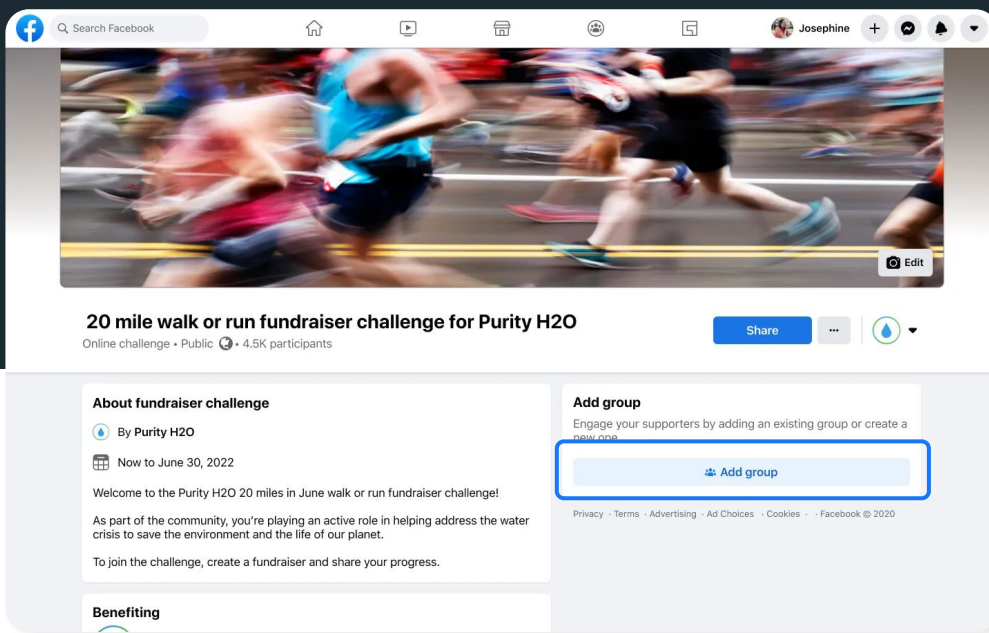 Search Facebook
Josephine
Edit
20 mile walk or run fundraiser challenge for Purity H2O
Online challenge • Public • 4.5K participants
Share
About fundraiser challenge
By Purity H2O
Now to June 30, 2022
Welcome to the Purity H2O 20 miles in June walk or run fundraiser challenge!
As part of the community, you're playing an active role in helping address the water
crisis to save the environment and the life of our planet.
To join the challenge, create a fundraiser and share your progress.
Benefiting
Add group
Engage your supporters by adding an existing group or create a
new one
Add group
Privacy · Terms · Advertising · Ad Choices · Cookies · · Facebook © 2020